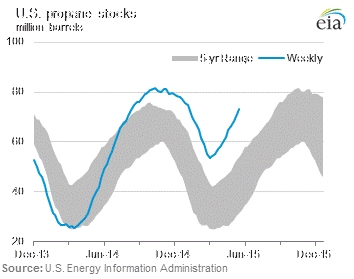 U.S. propane stocks
million barrels
eia
100
5-yr Range Weekly
80
60
40
20
Dec-13 Jun-14 Dec-14 Jun-15 Dec-15
Source: U.S. Energy Information Administration